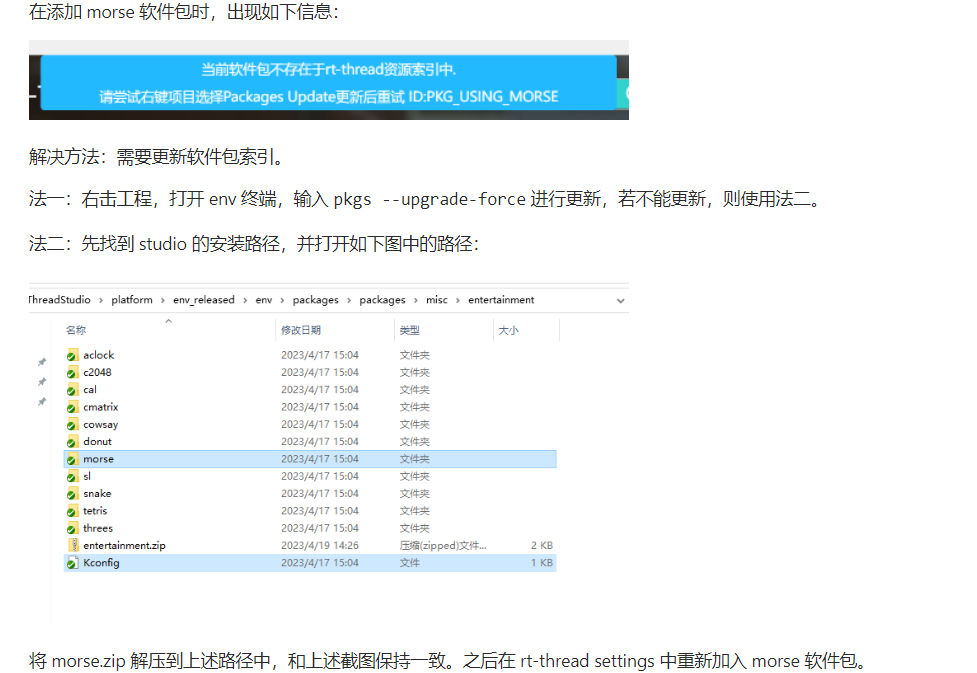 在添加 morse 软件包时，出现如下信息：
当前软件包不存在于rt-thread资源索引中.
请尝试右键项目选择Packages Update更新后重试 ID:PKG_USING_MORSE
解决方法：需要更新软件包索引。
法一：右击工程，打开 env 终端，输入 pkgs --upgrade-force 进行更新，若不能更新，则使用法二。
法二：先找到 studio 的安装路径，并打开如下图中的路径：
ThreadStudio › platform › env_released › env › packages › packages › misc › entertainment
名称 修改日期 类型 大小
aclock 2023/4/17 15:04 文件夹
c2048 2023/4/17 15:04 文件夹
cal 2023/4/17 15:04 文件夹
cmatrix 2023/4/17 15:04 文件夹
cowsay 2023/4/17 15:04 文件夹
donut 2023/4/17 15:04 文件夹
morse 2023/4/17 15:04 文件夹
sl 2023/4/17 15:04 文件夹
snake 2023/4/17 15:04 文件夹
tetris 2023/4/17 15:04 文件夹
threes 2023/4/17 15:04 文件夹
entertainment.zip 2023/4/19 14:26 压缩(zipped)文件... 2 KB
Kconfig 2023/4/17 15:04 文件 1 KB
将 morse.zip 解压到上述路径中，和上述截图保持一致。之后在 rt-thread settings 中重新加入 morse 软件包。